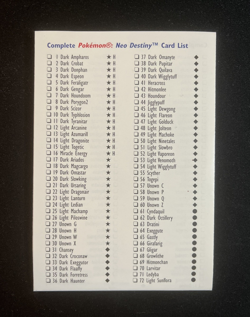 Complete Pokémon®: Neo Destiny™ Card List
1 Dark Ampharos ★ H
2 Dark Crobat ★ H
3 Dark Donphan ★ H
4 Dark Espeon ★ H
5 Dark Feraligatr ★ H
6 Dark Gengar ★ H
7 Dark Houndoom ★ H
8 Dark Porygon2 ★ H
9 Dark Scizor ★ H
10 Dark Typhlosion ★ H
11 Dark Tyranitar ★ H
12 Light Arcanine ★ H
13 Light Azumarill ★ H
14 Light Dragonite ★ H
15 Light Togetic ★ H
16 Miracle Energy ★ H
17 Dark Ariados ★
18 Dark Magcargo ★
19 Dark Omastar ★
20 Dark Slowking ★
21 Dark Ursaring ★
22 Light Dragonair ★
23 Light Lanturn ★
24 Light Ledian ★
25 Light Machamp ★
26 Light Piloswine ★
27 Unown G ★
28 Unown H ★
29 Unown W ★
30 Unown X ★
31 Chansey ◆
32 Dark Croconaw ◆
33 Dark Exeggutor ◆
34 Dark Flaaffy ◆
35 Dark Forretress ◆
36 Dark Haunter ◆
37 Dark Omanyte ◆
38 Dark Pupitar ◆
39 Dark Quilava ◆
40 Dark Wigglytuff ◆
41 Heracross ◆
42 Hitmonlee ◆
43 Houndour ◆
44 Jigglypuff ◆
45 Light Dewgong ◆
46 Light Flareon ◆
47 Light Golduck ◆
48 Light Jolteon ◆
49 Light Machoke ◆
50 Light Ninetales ◆
51 Light Slowbro ◆
52 Light Vaporeon ◆
53 Light Venomoth ◆
54 Light Wigglytuff ◆
55 Scyther ◆
56 Togepi ◆
57 Unown C ◆
58 Unown P ◆
59 Unown Q ◆
60 Unown Z ◆
61 Cyndaquil ●
62 Dark Octillery ●
63 Dratini ●
64 Exeggcute ●
65 Gastly ●
66 Girafarig ●
67 Gligar ●
68 Growlithe ●
69 Hitmonchan ●
70 Larvitar ●
71 Ledyba ●
72 Light Sunflora ●